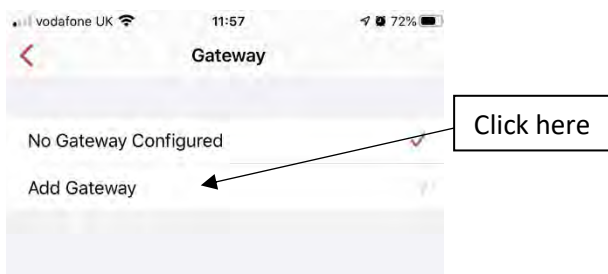 vodafone UK 11:57 72%
Gateway
No Gateway Configured
Click here
Add Gateway